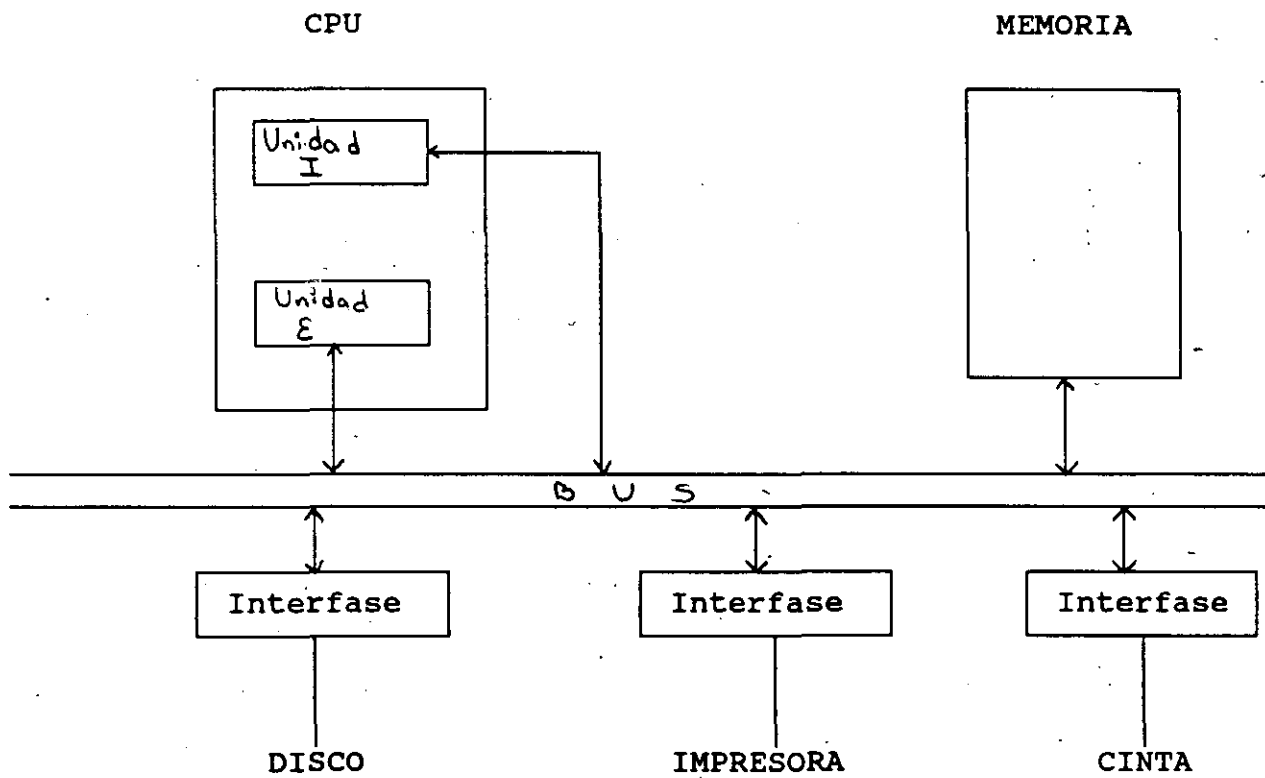 CPU
MEMORIA
Unidad
I
Unidad
E
B U S
Interfase
Interfase
Interfase
DISCO
IMPRESORA
CINTA